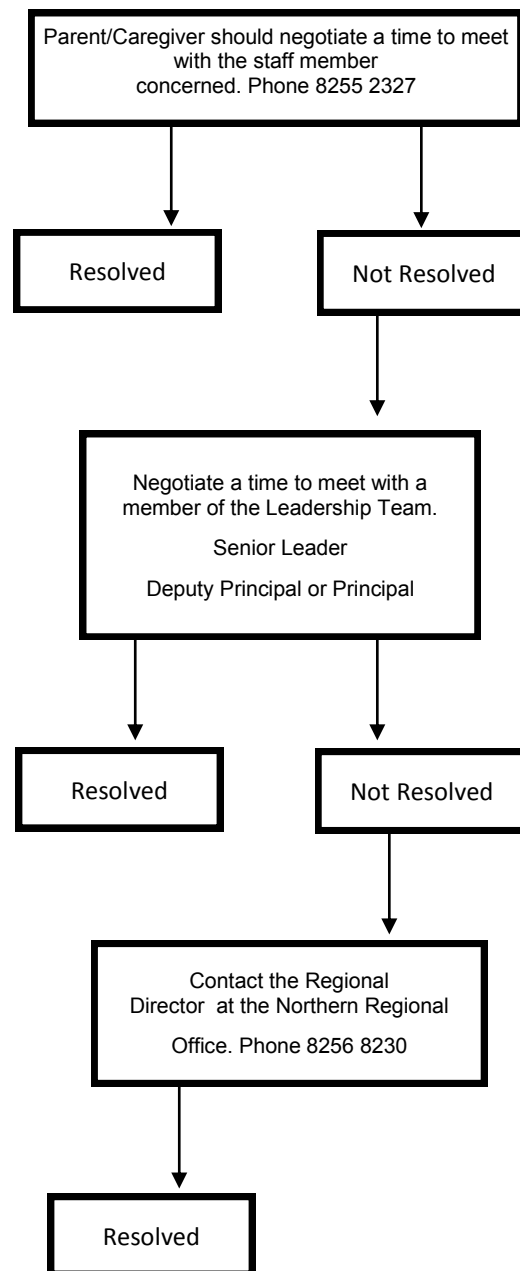 Parent/Caregiver should negotiate a time to meet
with the staff member
concerned. Phone 8255 2327
Resolved
Not Resolved
Negotiate a time to meet with a
member of the Leadership Team.
Senior Leader
Deputy Principal or Principal
Resolved
Not Resolved
Contact the Regional
Director at the Northern Regional
Office. Phone 8256 8230
Resolved